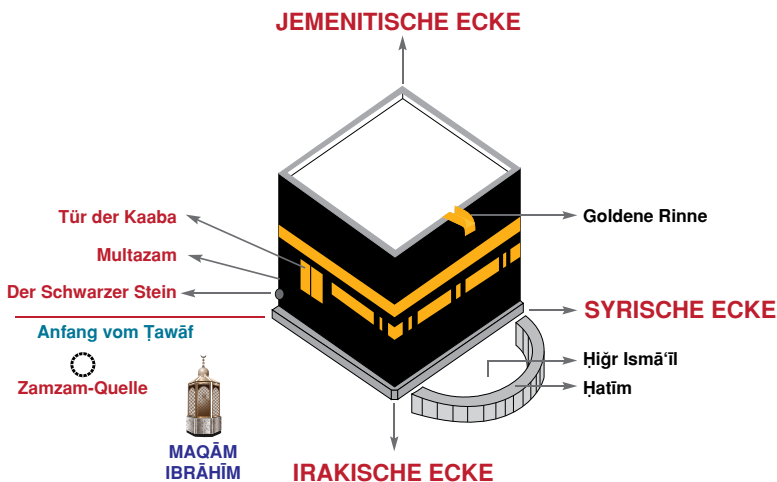 JEMENITISCHE ECKE
Tür der Kaaba
Goldene Rinne
Multazam
Der Schwarzer Stein
SYRISCHE ECKE
Anfang vom Ṭawāf
Zamzam-Quelle
Ḥiǧr Ismā‘īl
Ḥatīm
MAQĀM
IBRĀHĪM
IRAKISCHE ECKE